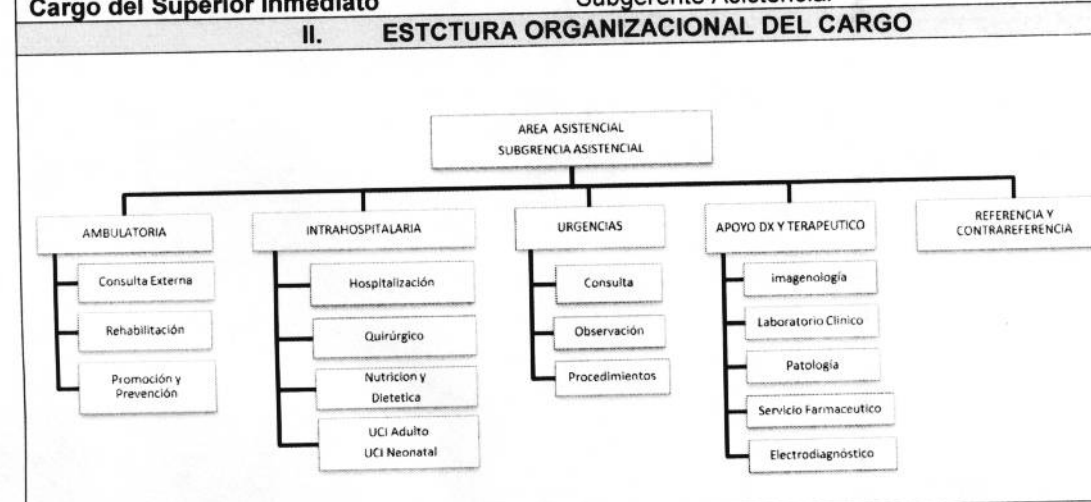 Cargo del Superior Inmediato Subgerente Asistencial
II. ESTCTURA ORGANIZACIONAL DEL CARGO
AREA ASISTENCIAL
SUBGRENCIA ASISTENCIAL
AMBULATORIA
Consulta Externa
Rehabilitación
Promoción y
Prevención
INTRAHOSPITALARIA
Hospitalización
Quirúrgico
Nutricion y
Dietetica
UCI Adulto
UCI Neonatal
URGENCIAS
Consulta
Observación
Procedimientos
APOYO DX Y TERAPEUTICO
imagenología
Laboratorio Clinico
Patología
Servicio Farmaceutico
Electrodiagnóstico
REFERENCIA Y
CONTRAREFERENCIA